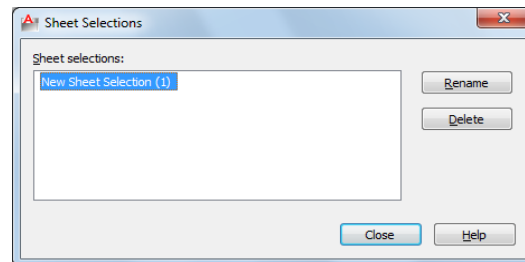 Sheet Selections
Sheet selections:
New Sheet Selection (1)
Rename
Delete
Close
Help